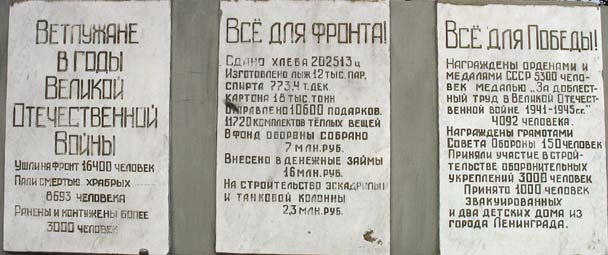 Ветлужане
в годы
Великой
Отечественной
Войны
Ушли на фронт 16400 человек
Пали смертью храбрых
8693 человека
Ранены и контужены более
3000 человек
Всё для фронта!
Сдано хлеба 202513 ц
Изготовлено лыж 12 тыс. пар,
спирта 773,4 т. дек.
картона 18 тыс. тонн
Направлено 10600 подарков.
11720 комплектов тёплых вещей
В фонд обороны собрано
7 млн. руб.
Внесено в денежные займы
16 млн. руб.
На строительство эскадрильи
и танковой колонны
2,3 млн. руб.
Всё для Победы!
Награждены орденами и
медалями СССР 5300 чело-
век медалью „За доблест-
ный труд в Великой Отечест-
венной войне 1941-1945гг."
4092 человека.
Награждены грамотами
Совета Обороны 150 человек
Приняли участие в строй-
тельстве оборонительных
укреплений 3000 человек
Принято 1000 человек
эвакуированных
и два детских дома из
города Ленинграда.